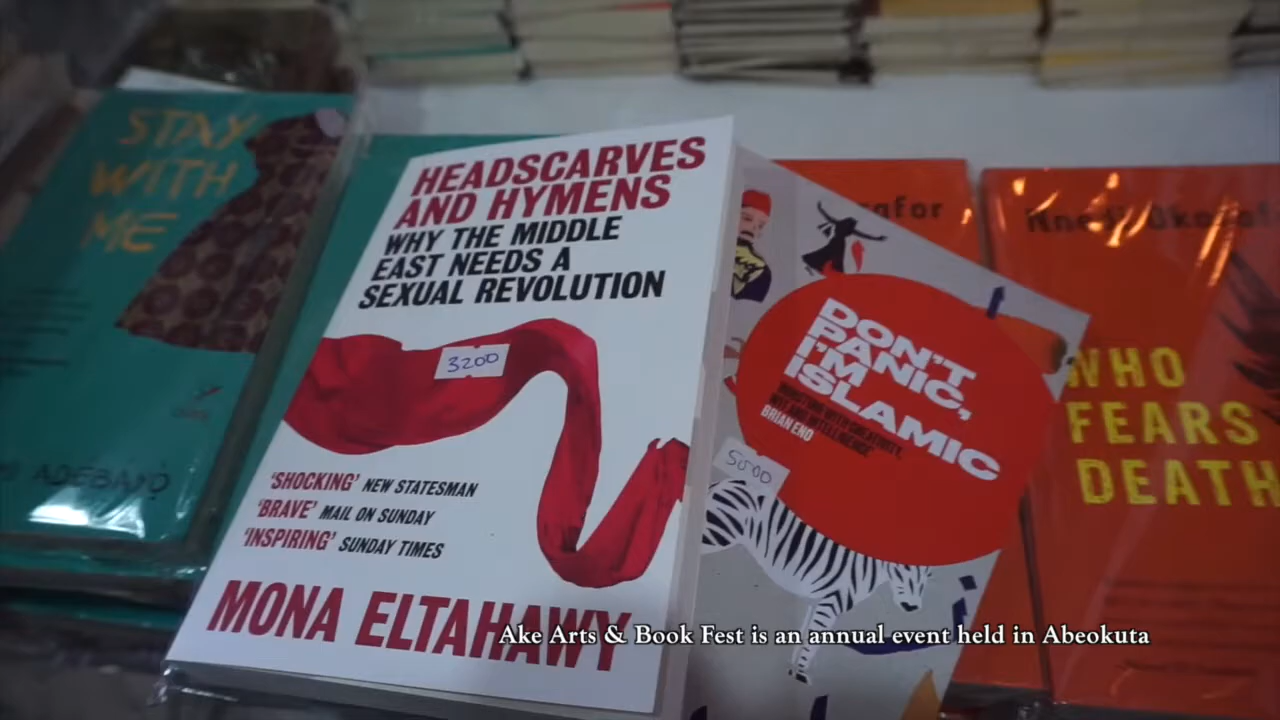 STAY
WITH
ME
ADEBAYO
HEADSCARVES
AND HYMENS
WHY THE MIDDLE
EAST NEEDS A
SEXUAL REVOLUTION
3200
'SHOCKING' NEW STATESMAN
'BRAVE' MAIL ON SUNDAY
'INSPIRING' SUNDAY TIMES
MONA ELTAHAWY
DON'T
PANIC,
I'M
ISLAMIC
BRIAN ENO
5500
WHO
FEARS
DEATH
Ake Arts & Book Fest is an annual event held in Abeokuta